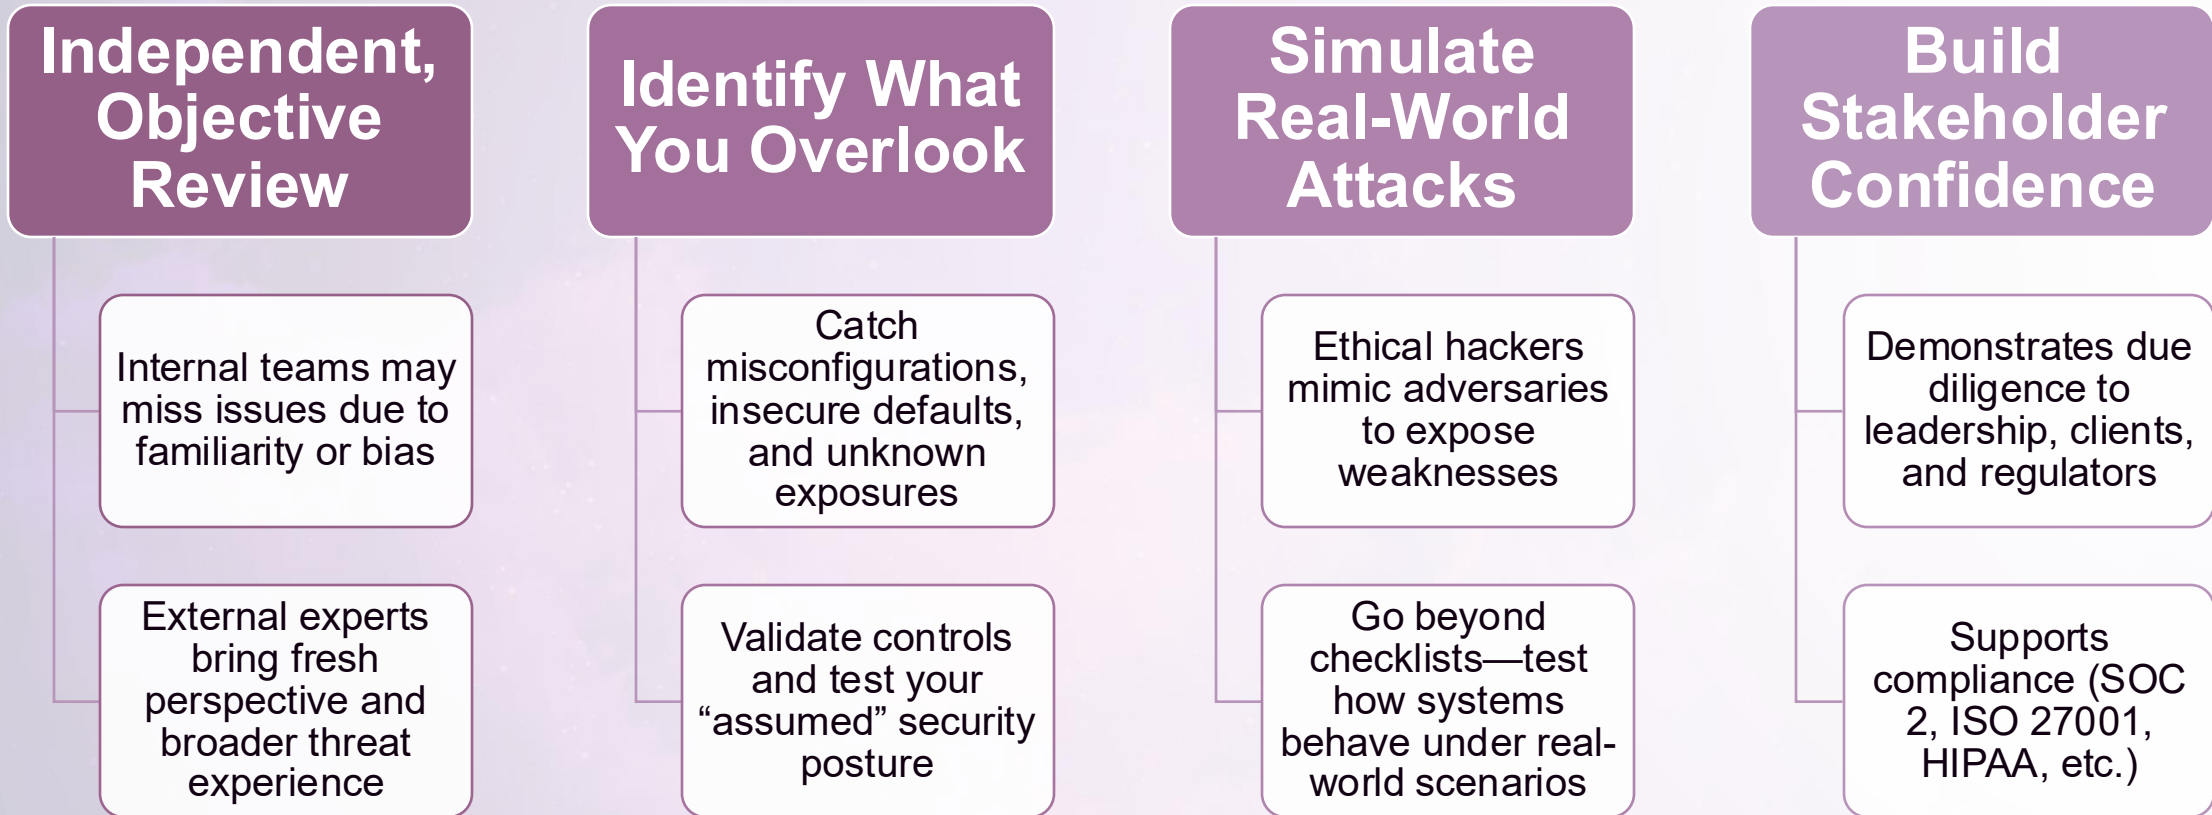 Independent,
Objective
Review
Internal teams may
miss issues due to
familiarity or bias
External experts
bring fresh
perspective and
broader threat
experience
Identify What
You Overlook
Catch
misconfigurations,
insecure defaults,
and unknown
exposures
Validate controls
and test your
“assumed” security
posture
Simulate
Real-World
Attacks
Ethical hackers
mimic adversaries
to expose
weaknesses
Go beyond
checklists—test
how systems
behave under real-
world scenarios
Build
Stakeholder
Confidence
Demonstrates due
diligence to
leadership, clients,
and regulators
Supports
compliance (SOC
2, ISO 27001,
HIPAA, etc.)